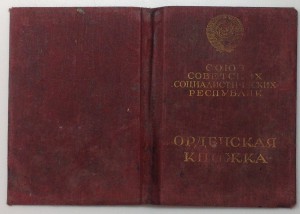 СОЮЗ
СОВЕТСКИХ
СОЦИАЛИСТИЧЕСКИХ
РЕСПУБЛИК
ОРДЕНСКАЯ
КНИЖКА